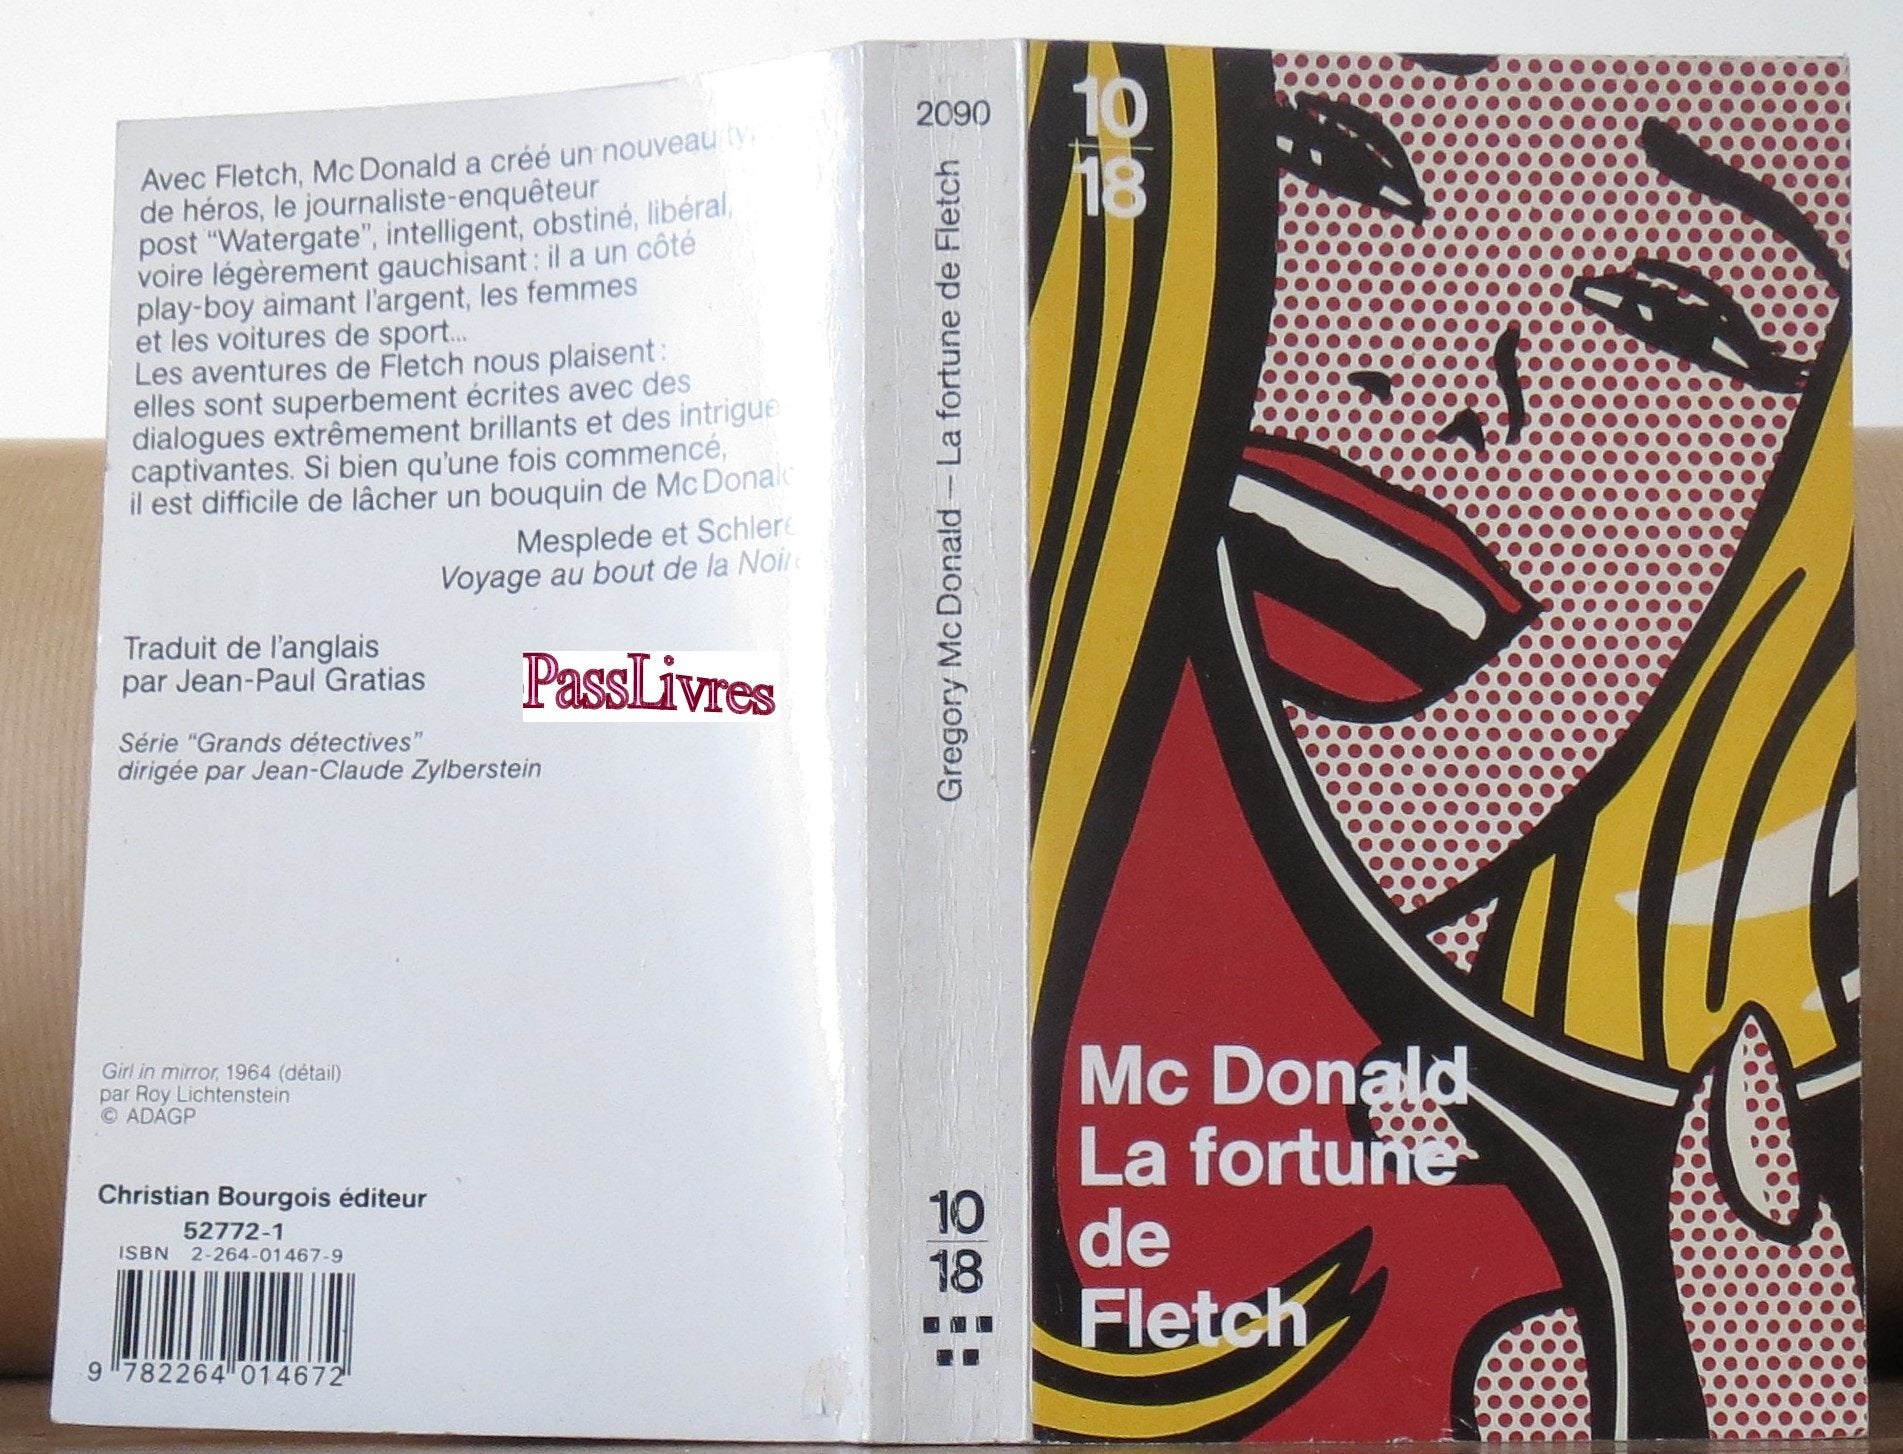 Avec Fletch, Mc Donald a créé un nouveau
de héros, le journaliste-enquêteur
post “Watergate”, intelligent, obstiné, libéral,
voire légèrement gauchisant : il a un côté
play-boy aimant l'argent, les femmes
et les voitures de sport...
Les aventures de Fletch nous plaisent :
elles sont superbement écrites avec des
dialogues extrêmement brillants et des intrigue
captivantes. Si bien qu'une fois commencé,
il est difficile de lâcher un bouquin de Mc Donald
Mesplede et Schlere
Voyage au bout de la Noire
Traduit de l'anglais
par Jean-Paul Gratias
PassLivres
Série “Grands détectives”
dirigée par Jean-Claude Zylberstein
Girl in mirror, 1964 (détail)
par Roy Lichtenstein
© ADAGP
Christian Bourgois éditeur
52772-1
ISBN 2-264-01467-9
9 782264 014672
2090
Gregory Mc Donald – La fortune de Fletch
10
18
10
18
Mc Donald
La fortune
de
Fletch